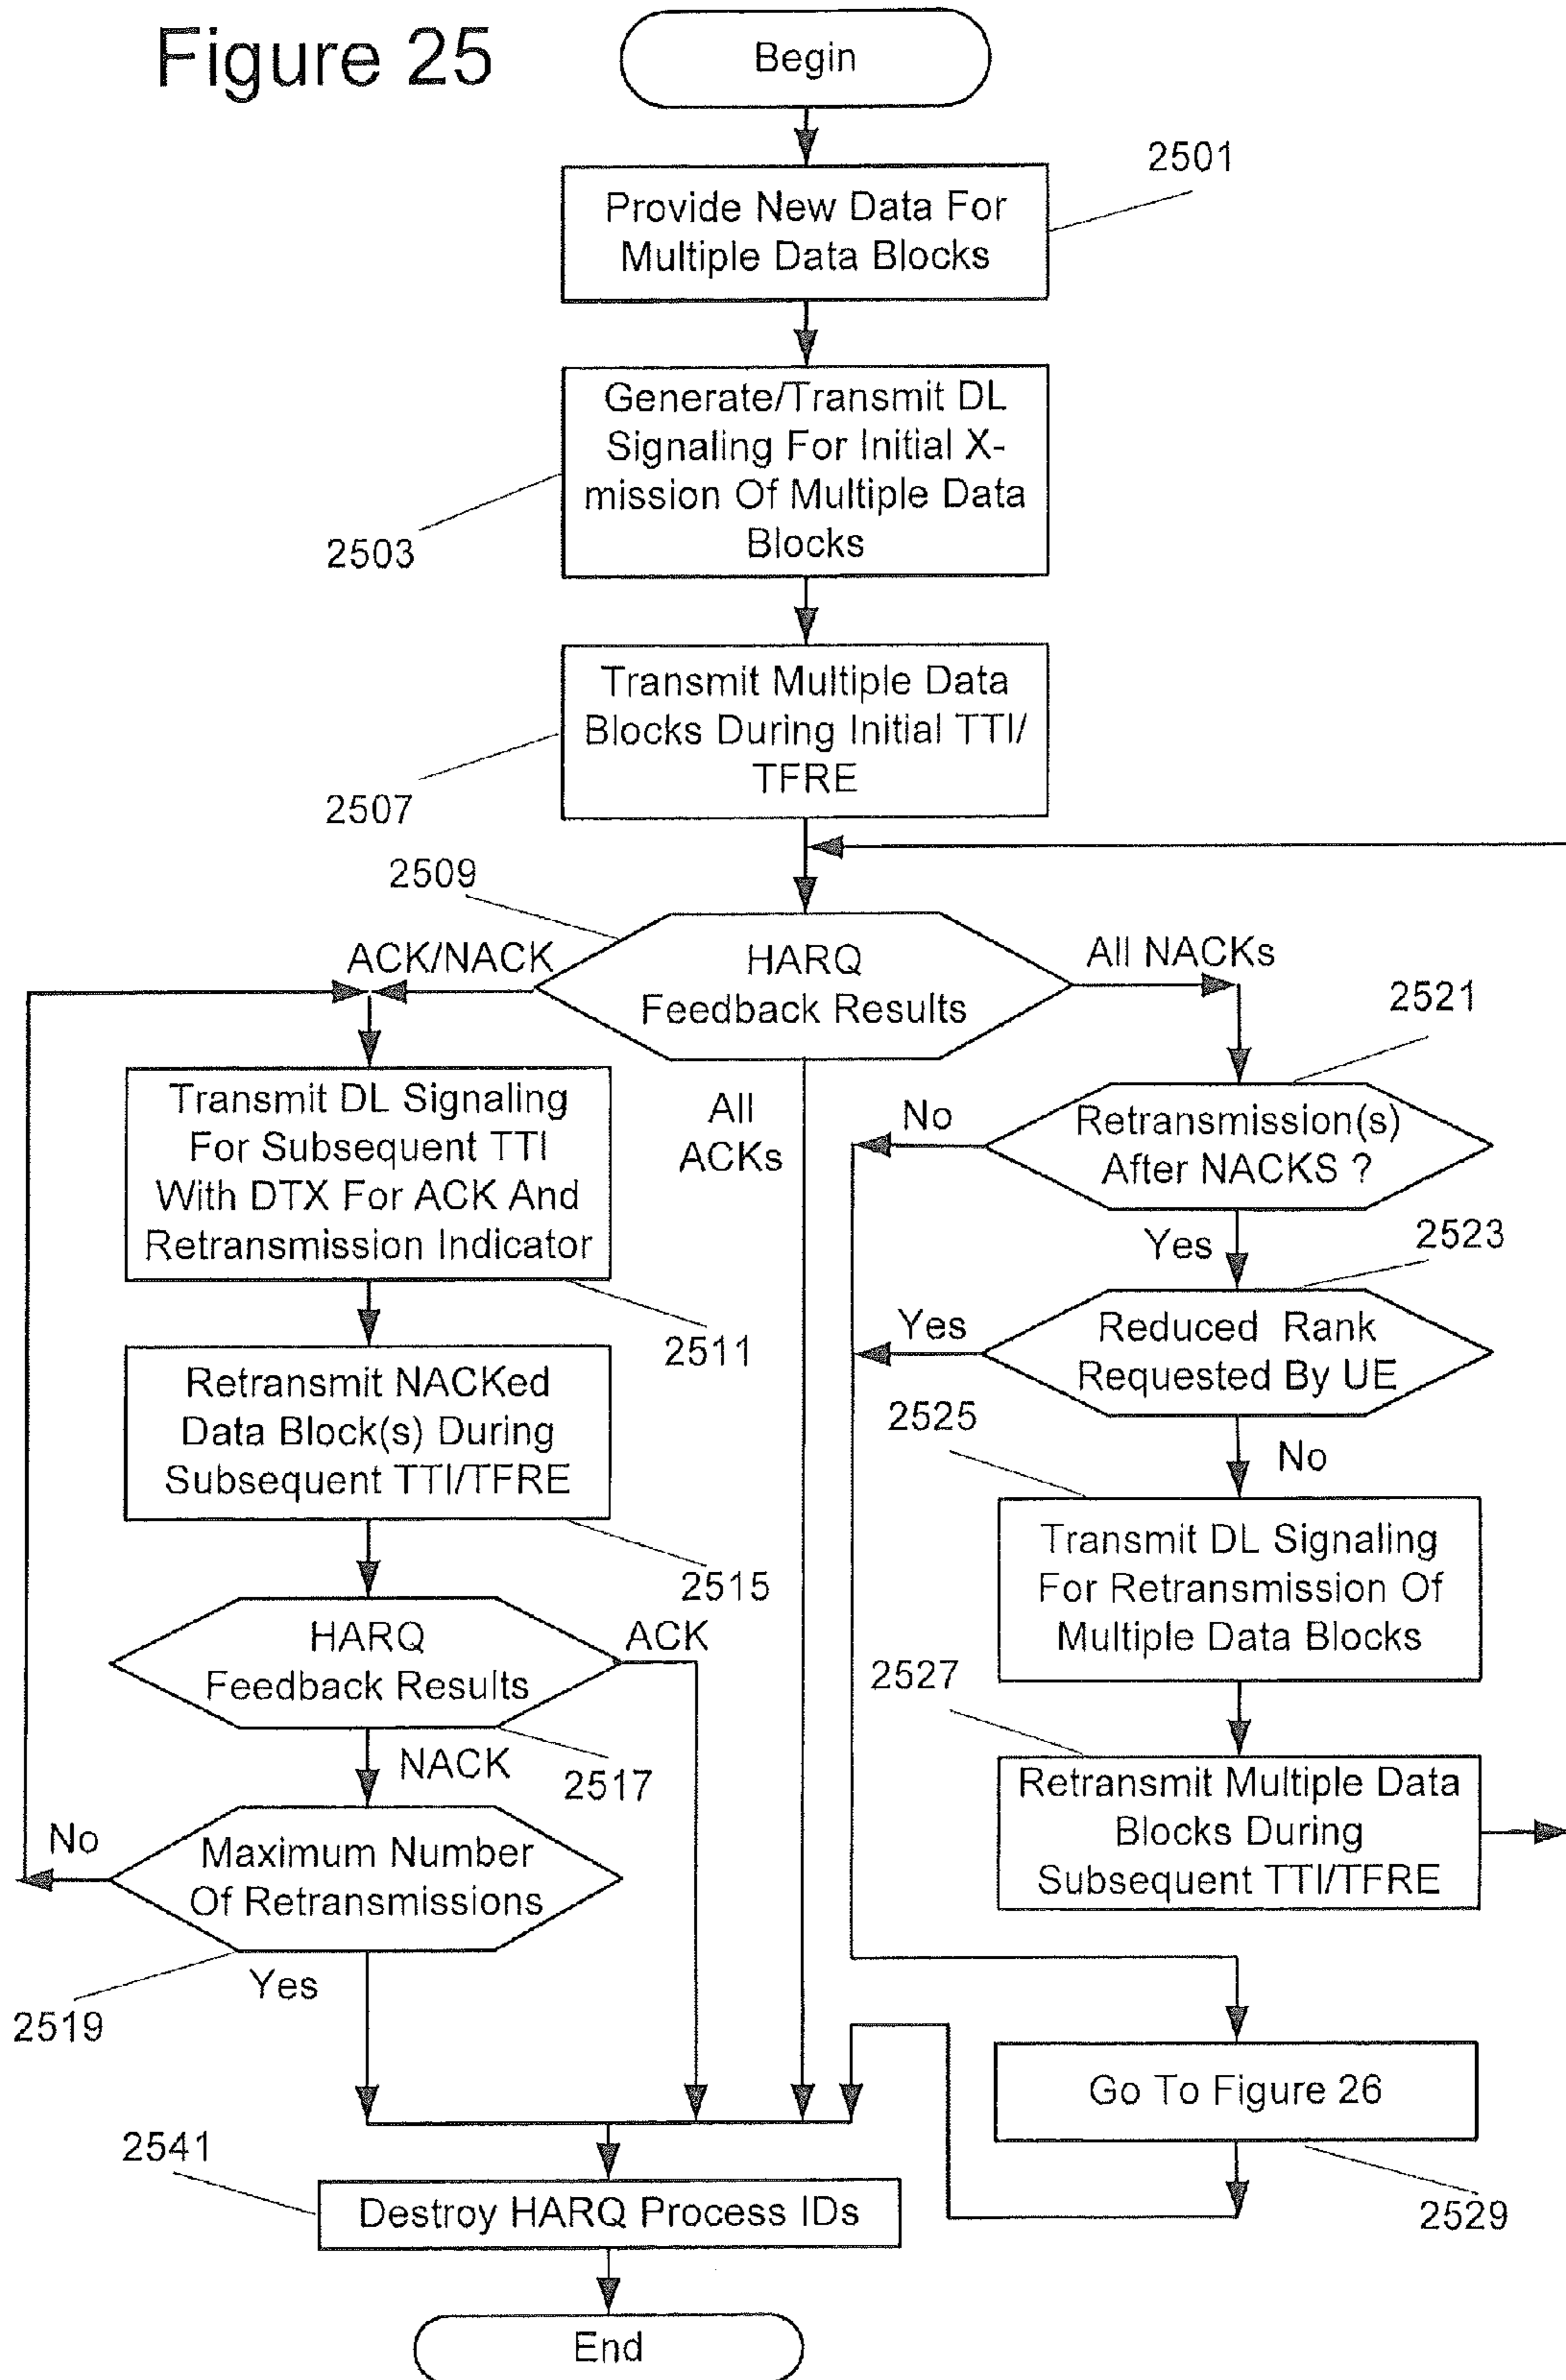 Figure 25
Begin
2501
Provide New Data For
Multiple Data Blocks
Generate/Transmit DL
Signaling For Initial X-
mission Of Multiple Data
Blocks
2503
Transmit Multiple Data
Blocks During Initial TTI/
TFRE
2507
2509
HARQ
Feedback Results
ACK/NACK
All NACKs
All
ACKs
2521
Transmit DL Signaling
For Subsequent TTI
With DTX For ACK And
Retransmission Indicator
2511
Retransmission(s)
After NACKS ?
No
Yes
2523
Reduced Rank
Requested By UE
Yes
No
2525
Retransmit NACKed
Data Block(s) During
Subsequent TTI/TFRE
2515
Transmit DL Signaling
For Retransmission Of
Multiple Data Blocks
2527
HARQ
Feedback Results
ACK
NACK
2517
Retransmit Multiple Data
Blocks During
Subsequent TTI/TFRE
No
Maximum Number
Of Retransmissions
Yes
2519
Go To Figure 26
2529
2541
Destroy HARQ Process IDs
End